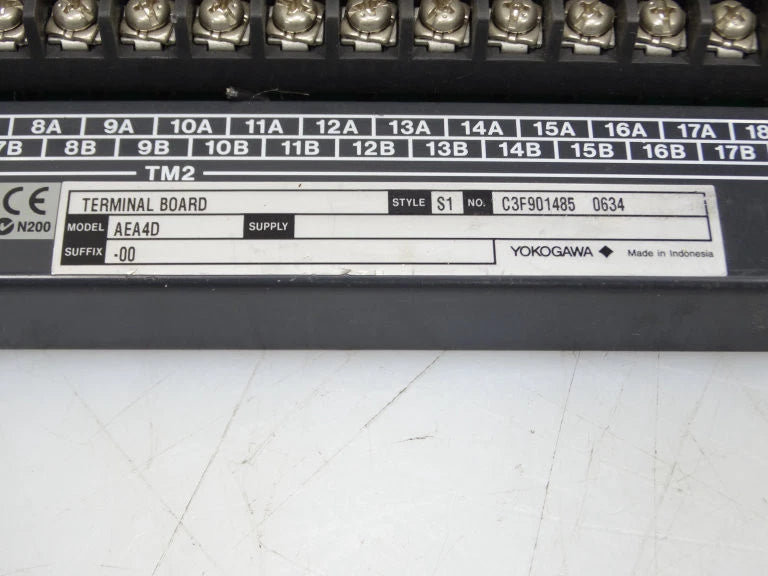 8A 9A 10A 11A 12A 13A 14A 15A 16A 17A 18
7B 8B 9B 10B 11B 12B 13B 14B 15B 16B 17B
TM2
CE
N200
TERMINAL BOARD STYLE S1 NO. C3F901485 0634
MODEL AEA4D SUPPLY
SUFFIX -00
YOKOGAWA Made in Indonesia